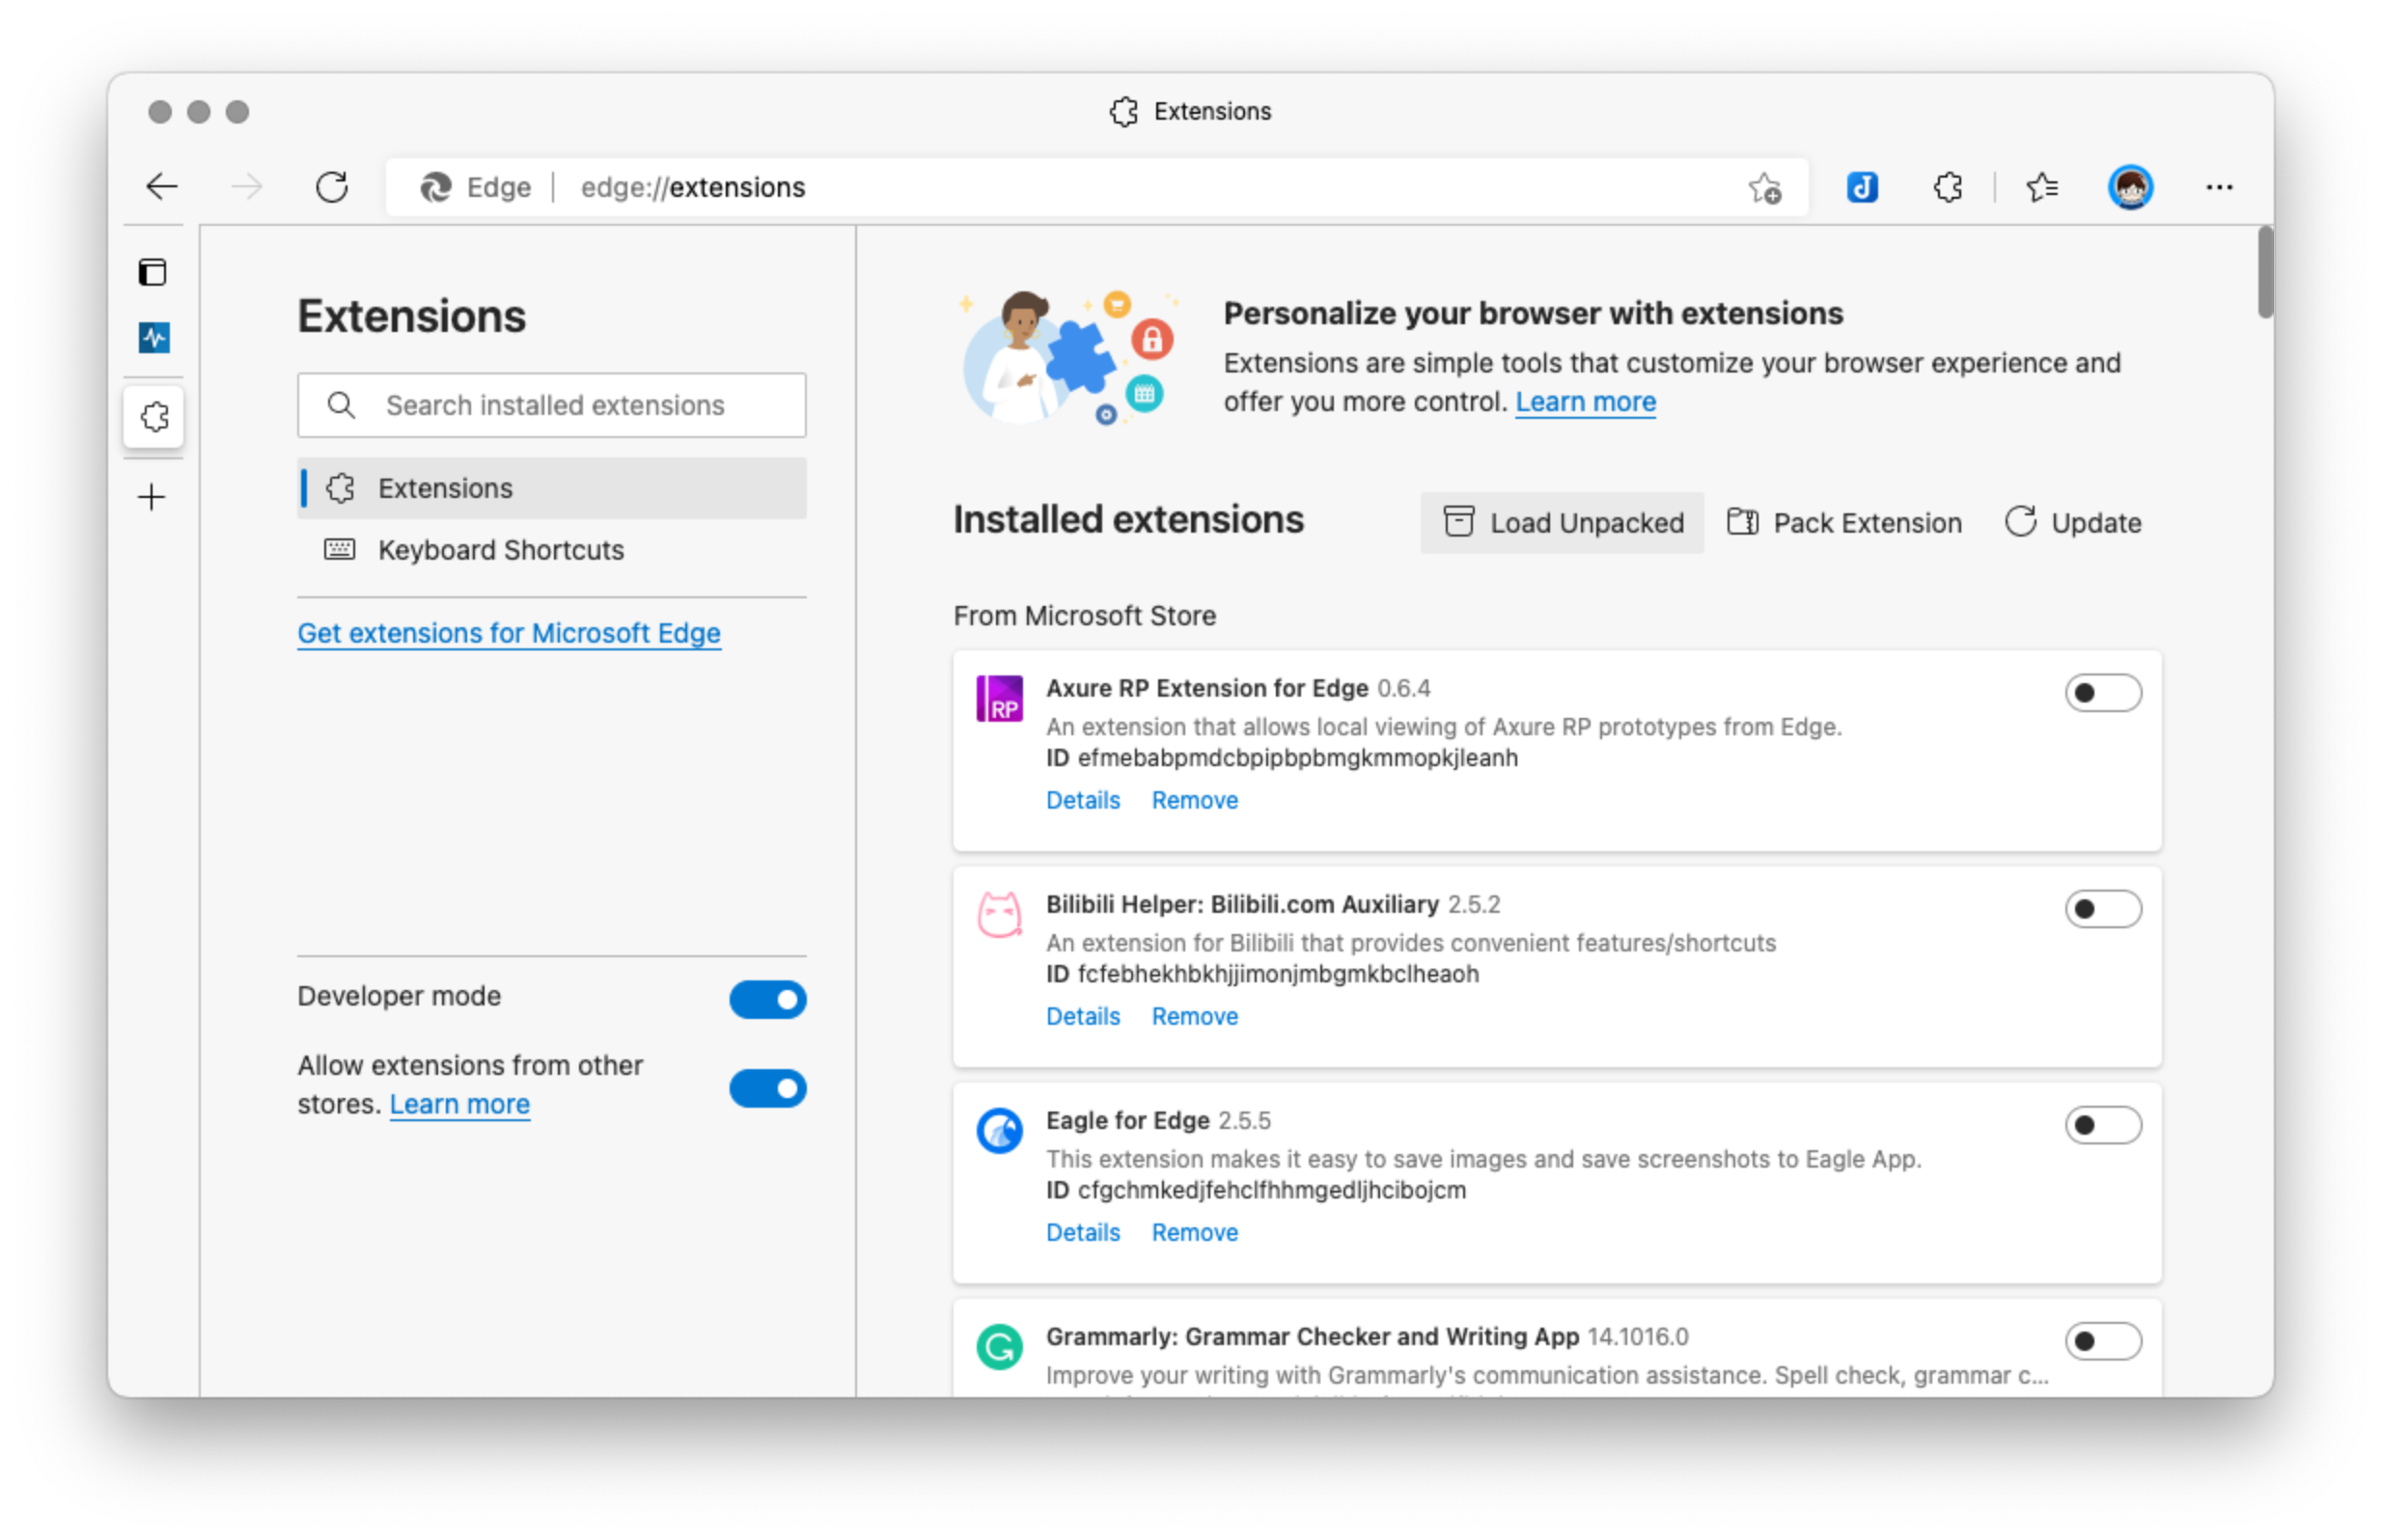 Extensions
Edge
edge://extensions
Extensions
Search installed extensions
Extensions
Keyboard Shortcuts
Get extensions for Microsoft Edge
Developer mode
Allow extensions from other
stores. Learn more
Personalize your browser with extensions
Extensions are simple tools that customize your browser experience and
offer you more control. Learn more
Installed extensions
Load Unpacked
Pack Extension
Update
From Microsoft Store
RP
Axure RP Extension for Edge 0.6.4
An extension that allows local viewing of Axure RP prototypes from Edge.
ID efmebabpmdcbpipbpbmgkmmopkjleanh
Details Remove
Bilibili Helper: Bilibili.com Auxiliary 2.5.2
An extension for Bilibili that provides convenient features/shortcuts
ID fcfebhekhbkhjjimonjmbgmkbclheaoh
Details Remove
Eagle for Edge 2.5.5
This extension makes it easy to save images and save screenshots to Eagle App.
ID cfgchmkedjfehclfhhmgedljhcibojcm
Details Remove
Grammarly: Grammar Checker and Writing App 14.1016.0
Improve your writing with Grammarly's communication assistance. Spell check, grammar c...